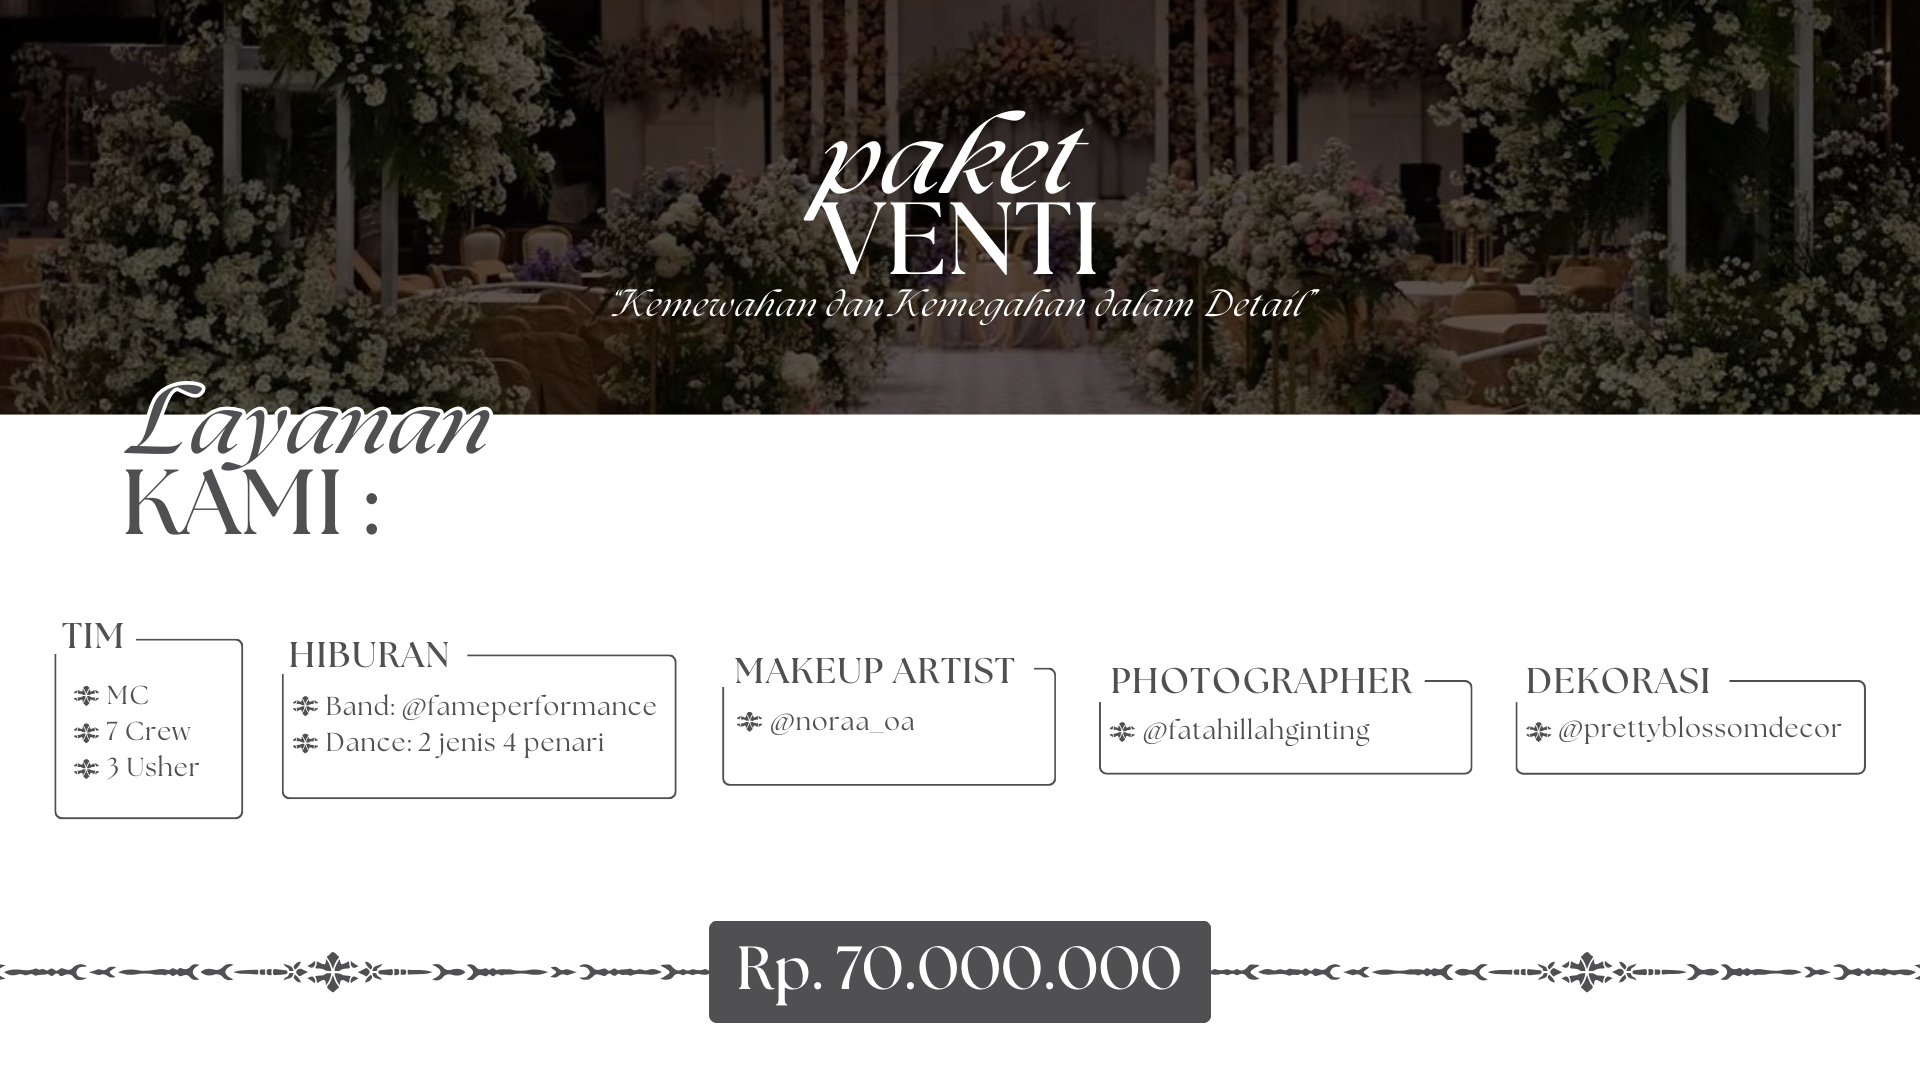 paket
VENTI
“Kemewahan dan Kemegahan dalam Detail”
Layanan
KAMI :
TIM
MC
7 Crew
3 Usher
HIBURAN
Band: @fameperformance
Dance: 2 jenis 4 penari
MAKEUP ARTIST
@noraa_oa
PHOTOGRAPHER
@fatahillahginting
DEKORASI
@prettyblossomdecor
Rp. 70.000.000